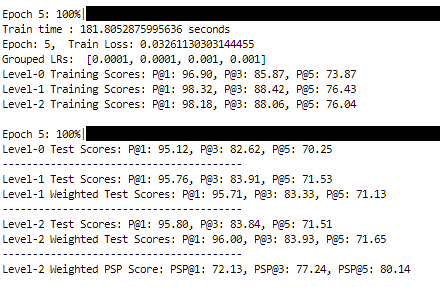 Epoch 5: 100%|
Train time : 181.8052875995636 seconds
Epoch: 5,  Train Loss: 0.03261130303144455
Grouped LRs:  [0.0001, 0.0001, 0.001, 0.001]
Level-0 Training Scores: P@1: 96.90, P@3: 85.87, P@5: 73.87
Level-1 Training Scores: P@1: 98.32, P@3: 88.42, P@5: 76.43
Level-2 Training Scores: P@1: 98.18, P@3: 88.06, P@5: 76.04
Epoch 5: 100%|
Level-0 Test Scores: P@1: 95.12, P@3: 82.62, P@5: 70.25
----------------------------------------
Level-1 Test Scores: P@1: 95.76, P@3: 83.91, P@5: 71.53
Level-1 Weighted Test Scores: P@1: 95.71, P@3: 83.33, P@5: 71.13
----------------------------------------
Level-2 Test Scores: P@1: 95.80, P@3: 83.84, P@5: 71.51
Level-2 Weighted Test Scores: P@1: 96.00, P@3: 83.93, P@5: 71.65
----------------------------------------
Level-2 Weighted PSP Score: PSP@1: 72.13, PSP@3: 77.24, PSP@5: 80.14